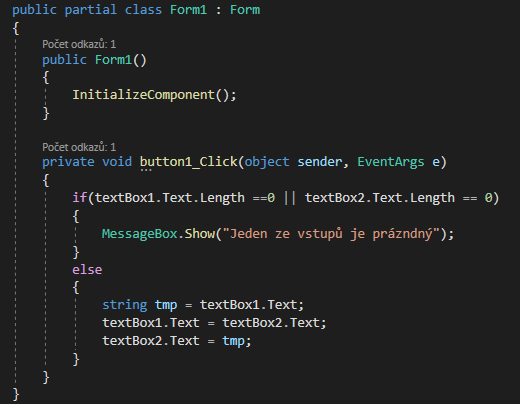 public partial class Form1 : Form
{
Počet odkazů: 1
public Form1()
{
InitializeComponent();
}
Počet odkazů: 1
private void button1_Click(object sender, EventArgs e)
{
if(textBox1.Text.Length ==0 || textBox2.Text.Length == 0)
{
MessageBox.Show("Jeden ze vstupů je prázndný");
}
else
{
string tmp = textBox1.Text;
textBox1.Text = textBox2.Text;
textBox2.Text = tmp;
}
}
}